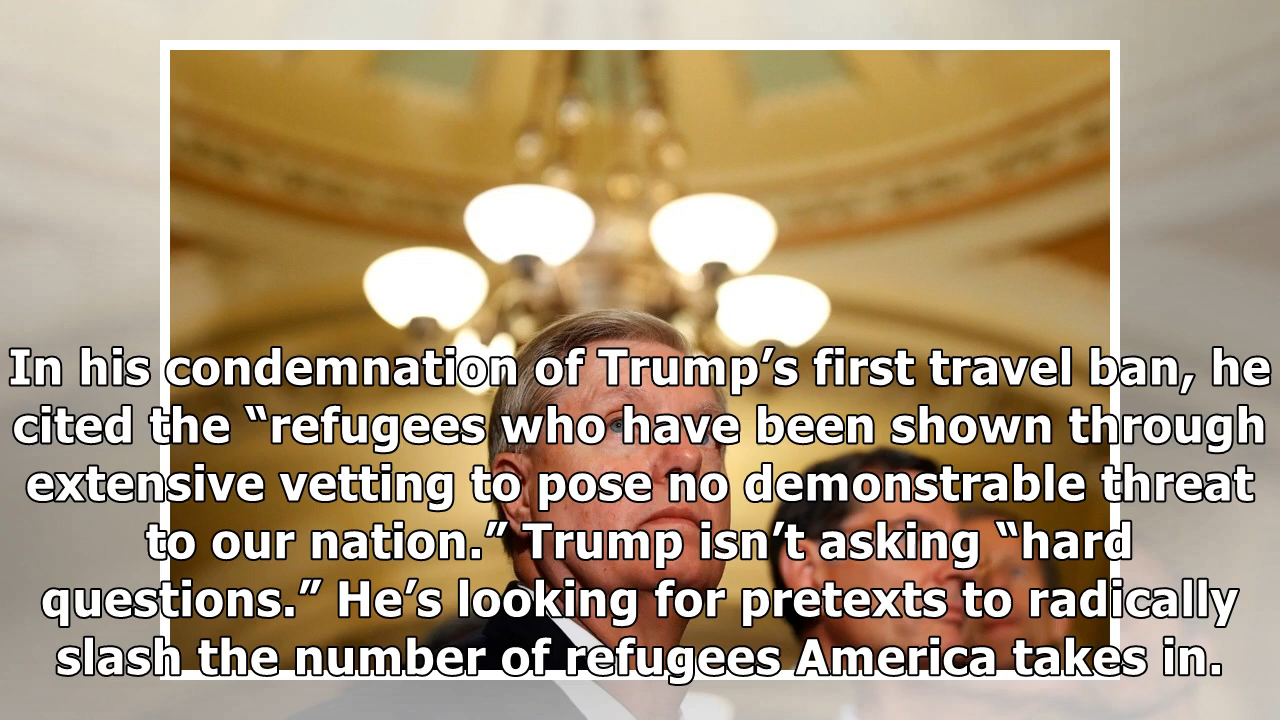 In his condemnation of Trump’s first travel ban, he
cited the “refugees who have been shown through
extensive vetting to pose no demonstrable threat
to our nation.” Trump isn’t asking “hard
questions.” He’s looking for pretexts to radically
slash the number of refugees America takes in.